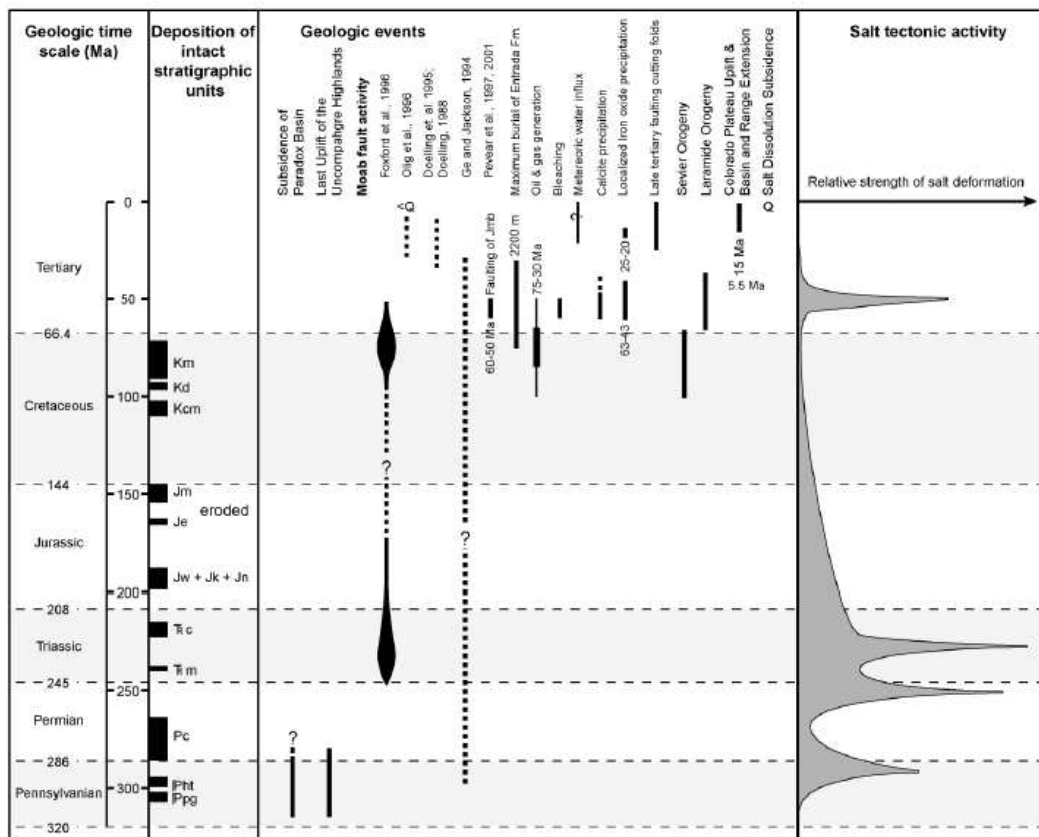 Geologic time
scale (Ma)
Deposition of
intact
stratigraphic
units
Geologic events
Salt tectonic activity
Subsidence of
Paradox Basin
Last Uplift of the
Uncompahgre Highlands
Moab fault activity
Foxford et al., 1996
Olig et al., 1996
Doelling et. al. 1995;
Doelling, 1988
Ge and Jackson, 1994
Pevear et al., 1997, 2001
Maximum burial of Entrada Fm.
Oil & gas generation
Bleaching
Metereoric water influx
Calcite precipitation
Localized Iron oxide precipitation
Late tertiary faulting cutting folds
Sevier Orogeny
Laramide Orogeny
Colorado Plateau Uplift &
Basin and Range Extension
Salt Dissolution Subsidence
Relative strength of salt deformation
0
?
Tertiary
Faulting of Jmb
2200 m
75-30 Ma
25-20
15 Ma
5.5 Ma
50
60-50 Ma
63-43
66.4
Km
Kd
100
Kcm
Cretaceous
?
144
150
Jm
eroded
Je
?
Jurassic
Jw + Jk + Jn
200
208
Ƭc
Triassic
Ƭm
245
250
Permian
Pc
?
286
Pennsylvanian
300
|Pht
|Ppg
320